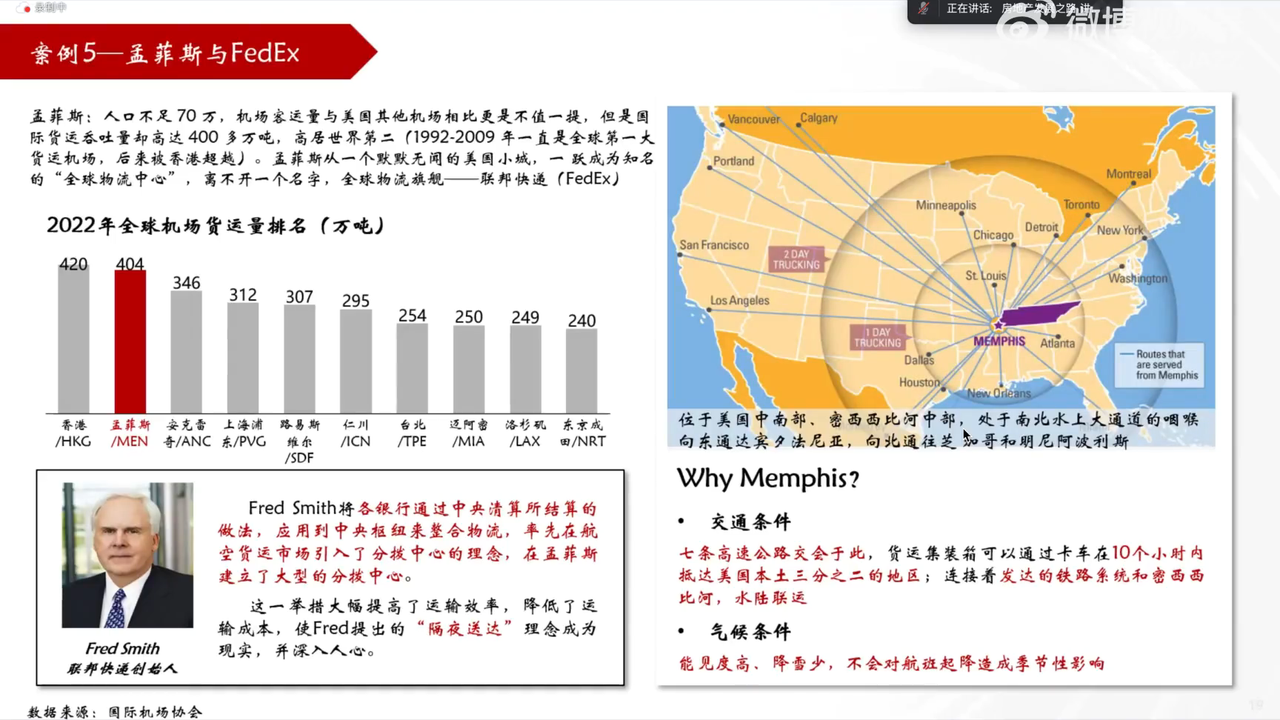 录制中
正在讲话: 房地产发展之路 讲
微博
案例5—孟菲斯与FedEx
孟菲斯：人口不足70万，机场客运量与美国其他机场相比更是不值一提，但是国
际货运吞吐量却高达400多万吨，高居世界第二（1992-2009年一直是全球第一大
货运机场，后来被香港超越）。孟菲斯从一个默默无闻的美国小城，一跃成为知名
的“全球物流中心”，离不开一个名字，全球物流旗舰——联邦快递（FedEx）
2022年全球机场货运量排名（万吨）
420 404 346 312 307 295 254 250 249 240
香港/HKG
孟菲斯/MEN
安克雷奇/ANC
上海浦东/PVG
路易斯维尔/SDF
仁川/ICN
台北/TPE
迈阿密/MIA
洛杉矶/LAX
东京成田/NRT
Fred Smith
联邦快递创始人
Fred Smith将各银行通过中央清算所结算的
做法，应用到中央枢纽来整合物流，率先在航
空货运市场引入了分拨中心的理念，在孟菲斯
建立了大型的分拨中心。
这一举措大幅提高了运输效率，降低了运
输成本，使Fred提出的“隔夜送达”理念成为
现实，并深入人心。
数据来源：国际机场协会
Vancouver
Calgary
Portland
Montreal
Minneapolis
Toronto
Detroit
New York
Chicago
San Francisco
2 DAY
TRUCKING
St. Louis
Washington
Los Angeles
1 DAY
TRUCKING
MEMPHIS
Atlanta
Dallas
Houston
New Orleans
Routes that
are served
from Memphis
位于美国中南部、密西西比河中部，处于南北水上大通道的咽喉
向东通达宾夕法尼亚，向北通往芝加哥和明尼阿波利斯
Why Memphis?
• 交通条件
七条高速公路交会于此，货运集装箱可以通过卡车在10个小时内
抵达美国本土三分之二的地区；连接着发达的铁路系统和密西西
比河，水陆联运
• 气候条件
能见度高、降雪少，不会对航班起降造成季节性影响